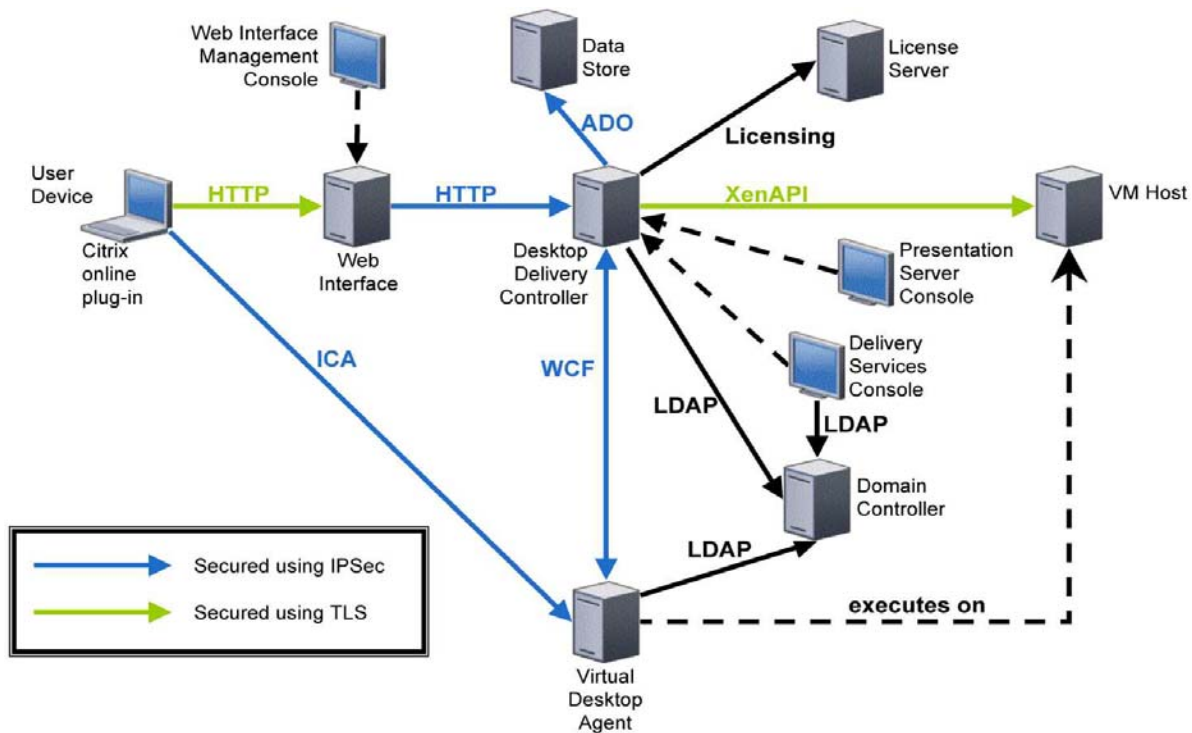 Web Interface
Management
Console
Data
Store
License
Server
ADO
Licensing
User
Device
HTTP
HTTP
XenAPI
VM Host
Citrix
online
plug-in
Web
Interface
Desktop
Delivery
Controller
Presentation
Server
Console
ICA
WCF
Delivery
Services
Console
LDAP
LDAP
Domain
Controller
LDAP
Secured using IPSec
Secured using TLS
executes on
Virtual
Desktop
Agent